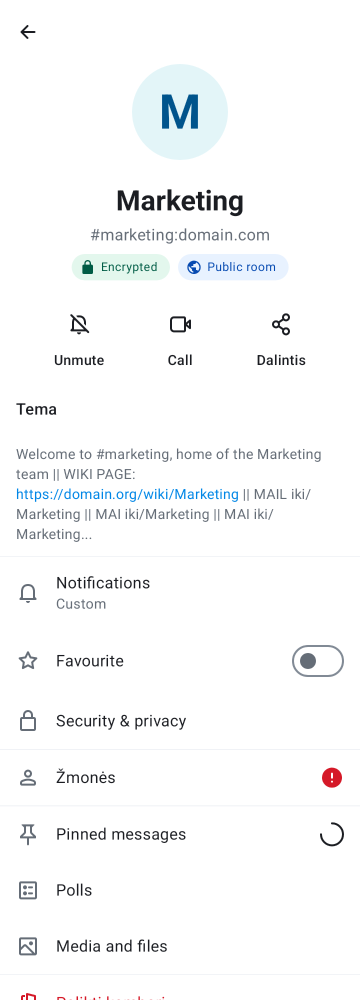 M
Marketing
#marketing:domain.com
Encrypted
Public room
Unmute
Call
Dalintis
Tema
Welcome to #marketing, home of the Marketing
team || WIKI PAGE:
https://domain.org/wiki/Marketing || MAIL iki/
Marketing || MAI iki/Marketing || MAI iki/
Marketing...
Notifications
Custom
Favourite
Security & privacy
Žmonės
Pinned messages
Polls
Media and files